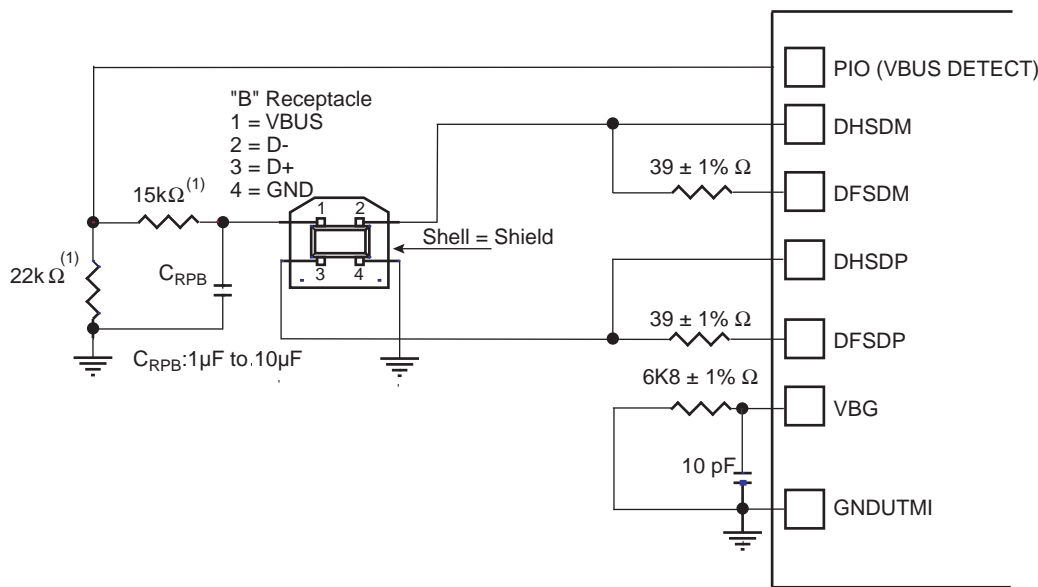 PIO (VBUS DETECT)
"B" Receptacle
1 = VBUS
2 = D-
3 = D+
4 = GND
DHSDM
39 ± 1% Ω
DFSDM
15kΩ (1)
1 2
3 4
Shell = Shield
22k Ω (1)
CRPB
DHSDP
39 ± 1% Ω
DFSDP
CRPB:1µF to 10µF
6K8 ± 1% Ω
VBG
10 pF
GNDUTMI